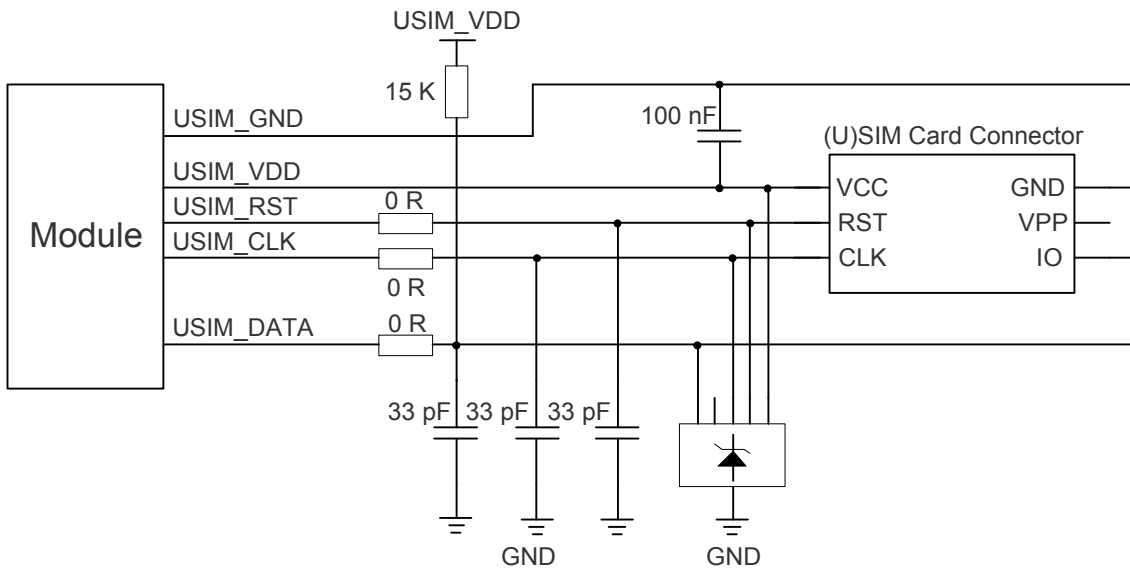 USIM_VDD
15 K
USIM_GND
100 nF
(U)SIM Card Connector
USIM_VDD
VCC
GND
USIM_RST
0 R
RST
VPP
Module
USIM_CLK
CLK
IO
0 R
USIM_DATA
0 R
33 pF
33 pF
33 pF
GND
GND